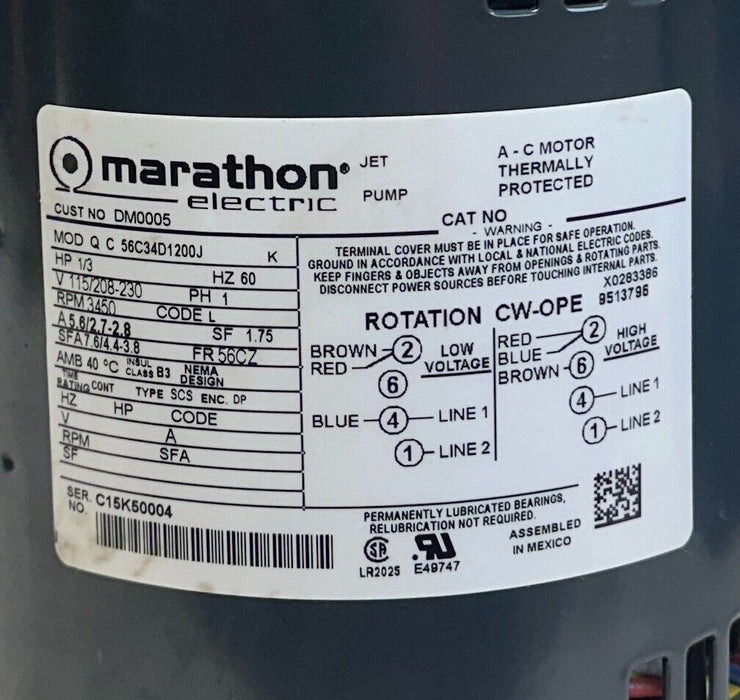 marathon®
electric
JET
PUMP
A - C MOTOR
THERMALLY
PROTECTED
CUST NO DM0005
CAT NO
MOD Q C 56C34D1200J K
HP 1/3 HZ 60
V 115/208-230 PH 1
RPM 3450 CODE L
A 5.6/2.7-2.8 SF 1.75
SFA 7.6/4.4-3.8 FR 56CZ
AMB 40 °C INSUL CLASS B3 NEMA DESIGN
TIME RATING CONT TYPE SCS ENC. DP
HZ HP CODE
V A
RPM SFA
SF
- WARNING -
TERMINAL COVER MUST BE IN PLACE FOR SAFE OPERATION.
GROUND IN ACCORDANCE WITH LOCAL & NATIONAL ELECTRIC CODES.
KEEP FINGERS & OBJECTS AWAY FROM OPENINGS & ROTATING PARTS.
DISCONNECT POWER SOURCES BEFORE TOUCHING INTERNAL PARTS.
X0283386
9513796
ROTATION CW-OPE
BROWN 2 LOW
RED VOLTAGE
6
BLUE 4 LINE 1
1 LINE 2
RED 2 HIGH
BLUE VOLTAGE
BROWN 6
4 LINE 1
1 LINE 2
SER. NO. C15K50004
PERMANENTLY LUBRICATED BEARINGS,
RELUBRICATION NOT REQUIRED.
SA RU
LR2025 E49747
ASSEMBLED
IN MEXICO